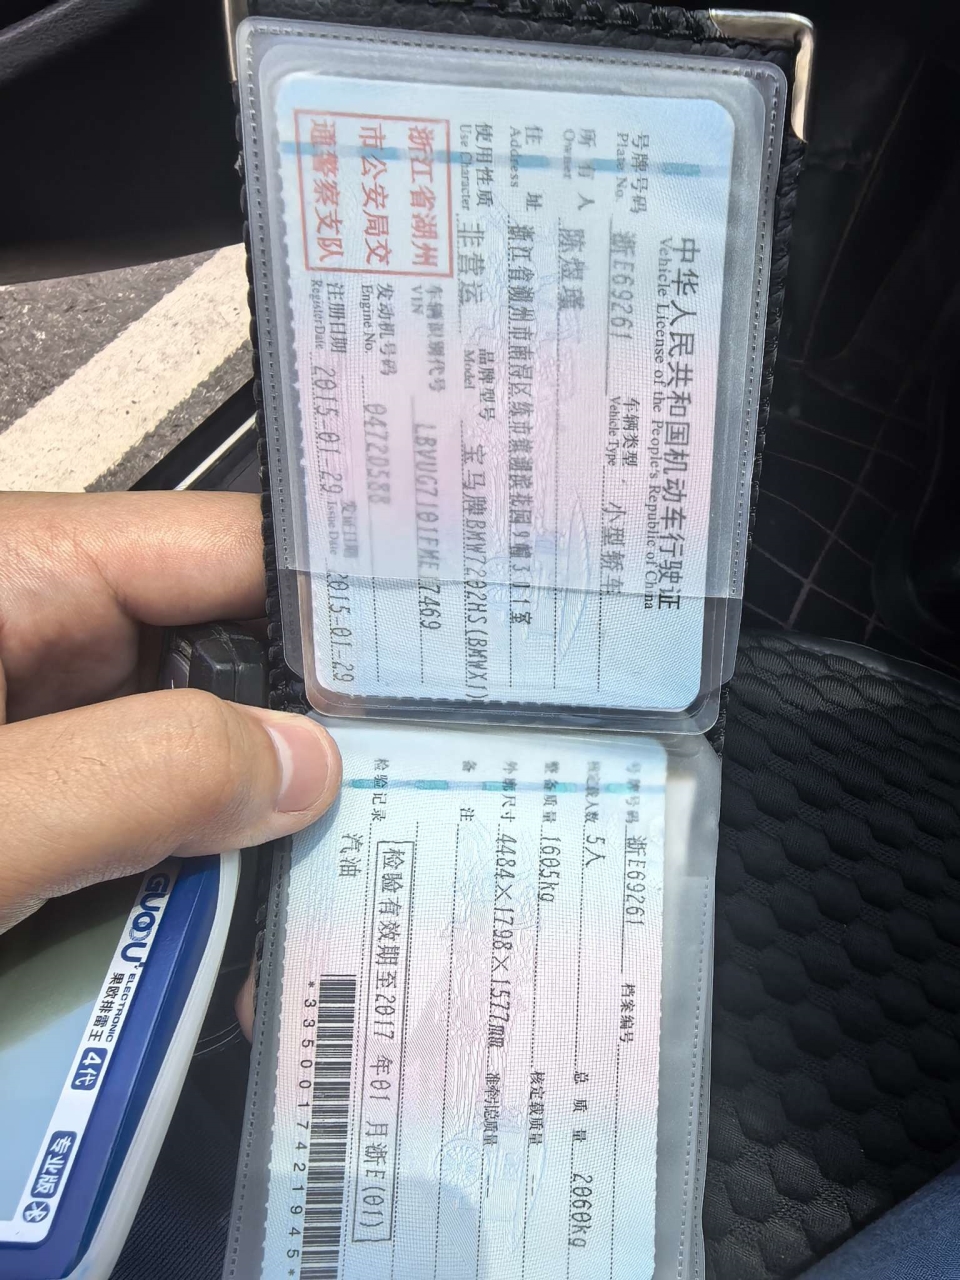 中华人民共和国机动车行驶证
Vehicle License of the People's Republic of China
号牌号码 浙E69261 车辆类型 小型轿车
Plate No. Vehicle Type
所有人 煜瑾
Owner
住址 浙江省湖州市南浔区练市镇湖滨花园9幢311室
Address
使用性质 非营运 品牌型号 宝马牌BMW7202HS(BMWX1)
Use Character Model
浙江省湖州
市公安局交
通警察支队
车辆识别代号 LBVUG7101FME17469
VIN
发动机号码 04720588
Engine No.
注册日期 2015-01-29 发证日期 2015-01-29
Register Date Issue Date
号牌号码 浙E69261 档案编号
核定载人数 5人 总质量 2060kg
整备质量 1605kg 核定载质量 --
外廓尺寸 4484×1798×1577mm 准牵引总质量 --
备注
检验有效期至2017年01月浙E(01)
检验记录
汽油
*3350017421945*
GUOU
ELECTRONIC
果欧排雷王 4代
专业版